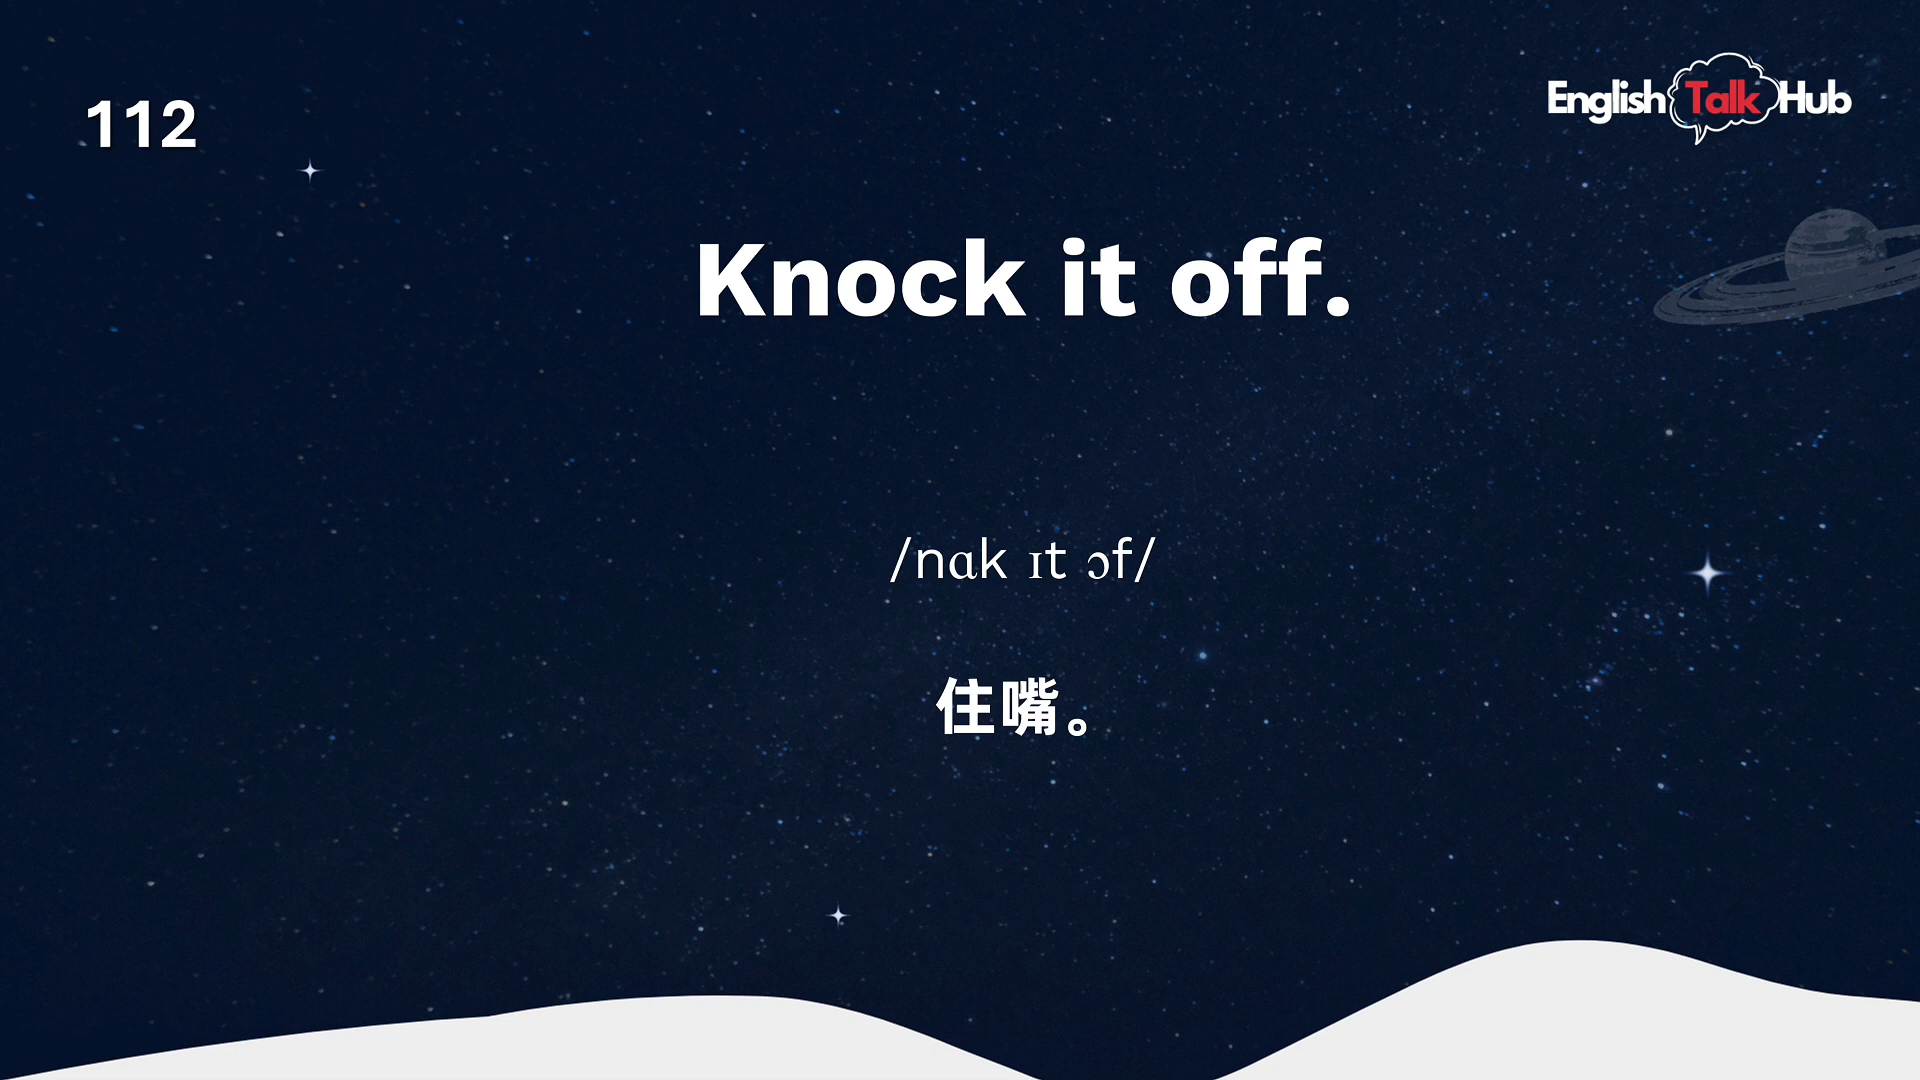 112
English Talk Hub
Knock it off.
/nɑk ɪt ɔf/
住嘴。